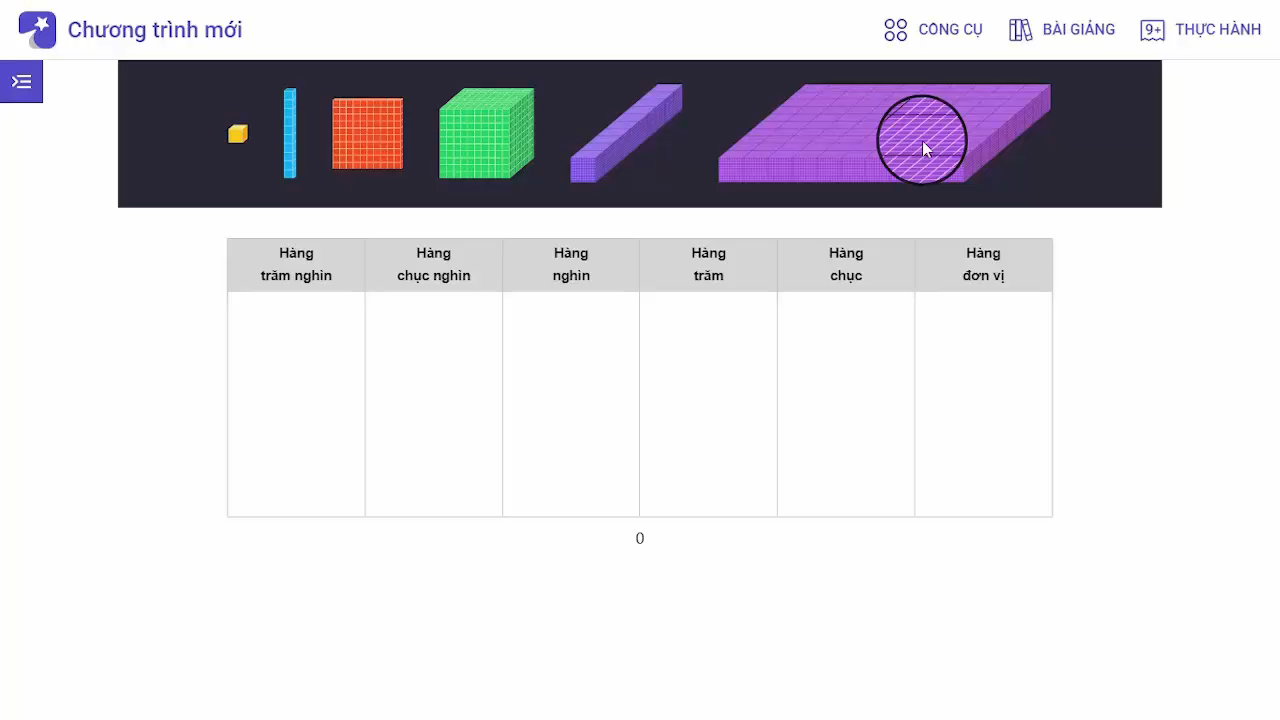 Chương trình mới
CÔNG CỤ
BÀI GIẢNG
9+
THỰC HÀNH
Hàng trăm nghìn
Hàng chục nghìn
Hàng nghìn
Hàng trăm
Hàng chục
Hàng đơn vị
0